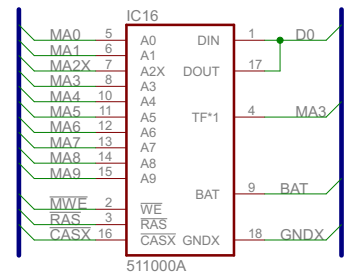 IC16
MA0 5 A0 DIN 1 D0
MA1 6 A1
MA2X 7 A2X DOUT 17
MA3 8 A3
MA4 10 A4
MA5 11 A5 TF*1 4 MA3
MA6 12 A6
MA7 13 A7
MA8 14 A8
MA9 15 A9
BAT 9 BAT
MWE 2 WE
RAS 3 RAS
CASX 16 CASX GNDX 18 GNDX
511000A